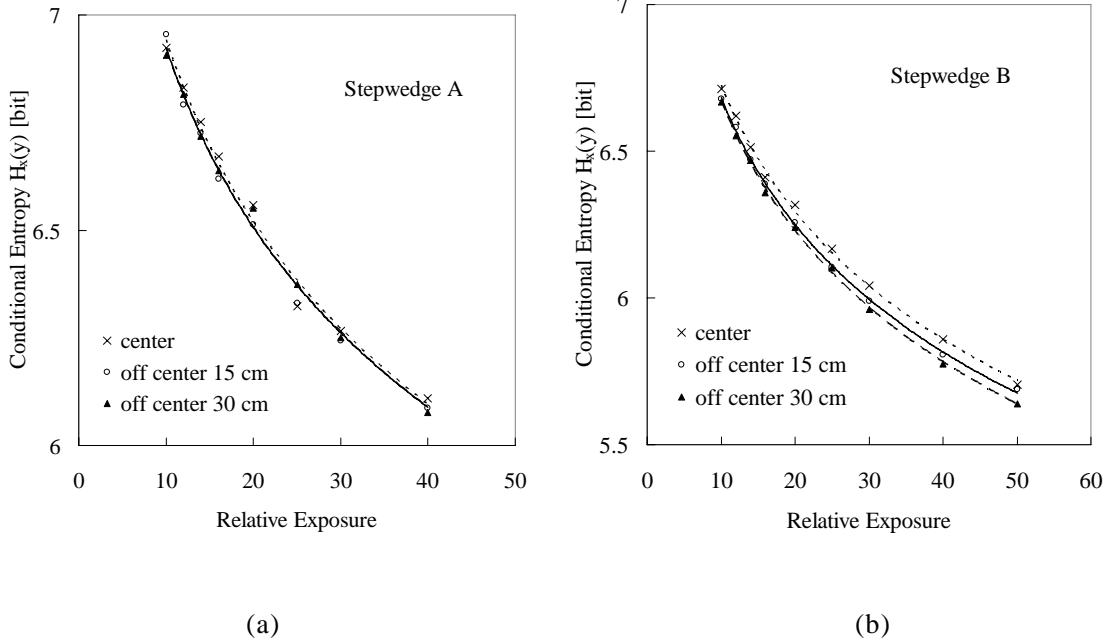 7
6.5
6
Conditional Entropy Hₓ(y) [bit]
Stepwedge A
center
off center 15 cm
off center 30 cm
0 10 20 30 40 50
Relative Exposure
(a)
7
6.5
6
5.5
Conditional Entropy Hₓ(y) [bit]
Stepwedge B
center
off center 15 cm
off center 30 cm
0 10 20 30 40 50 60
Relative Exposure
(b)